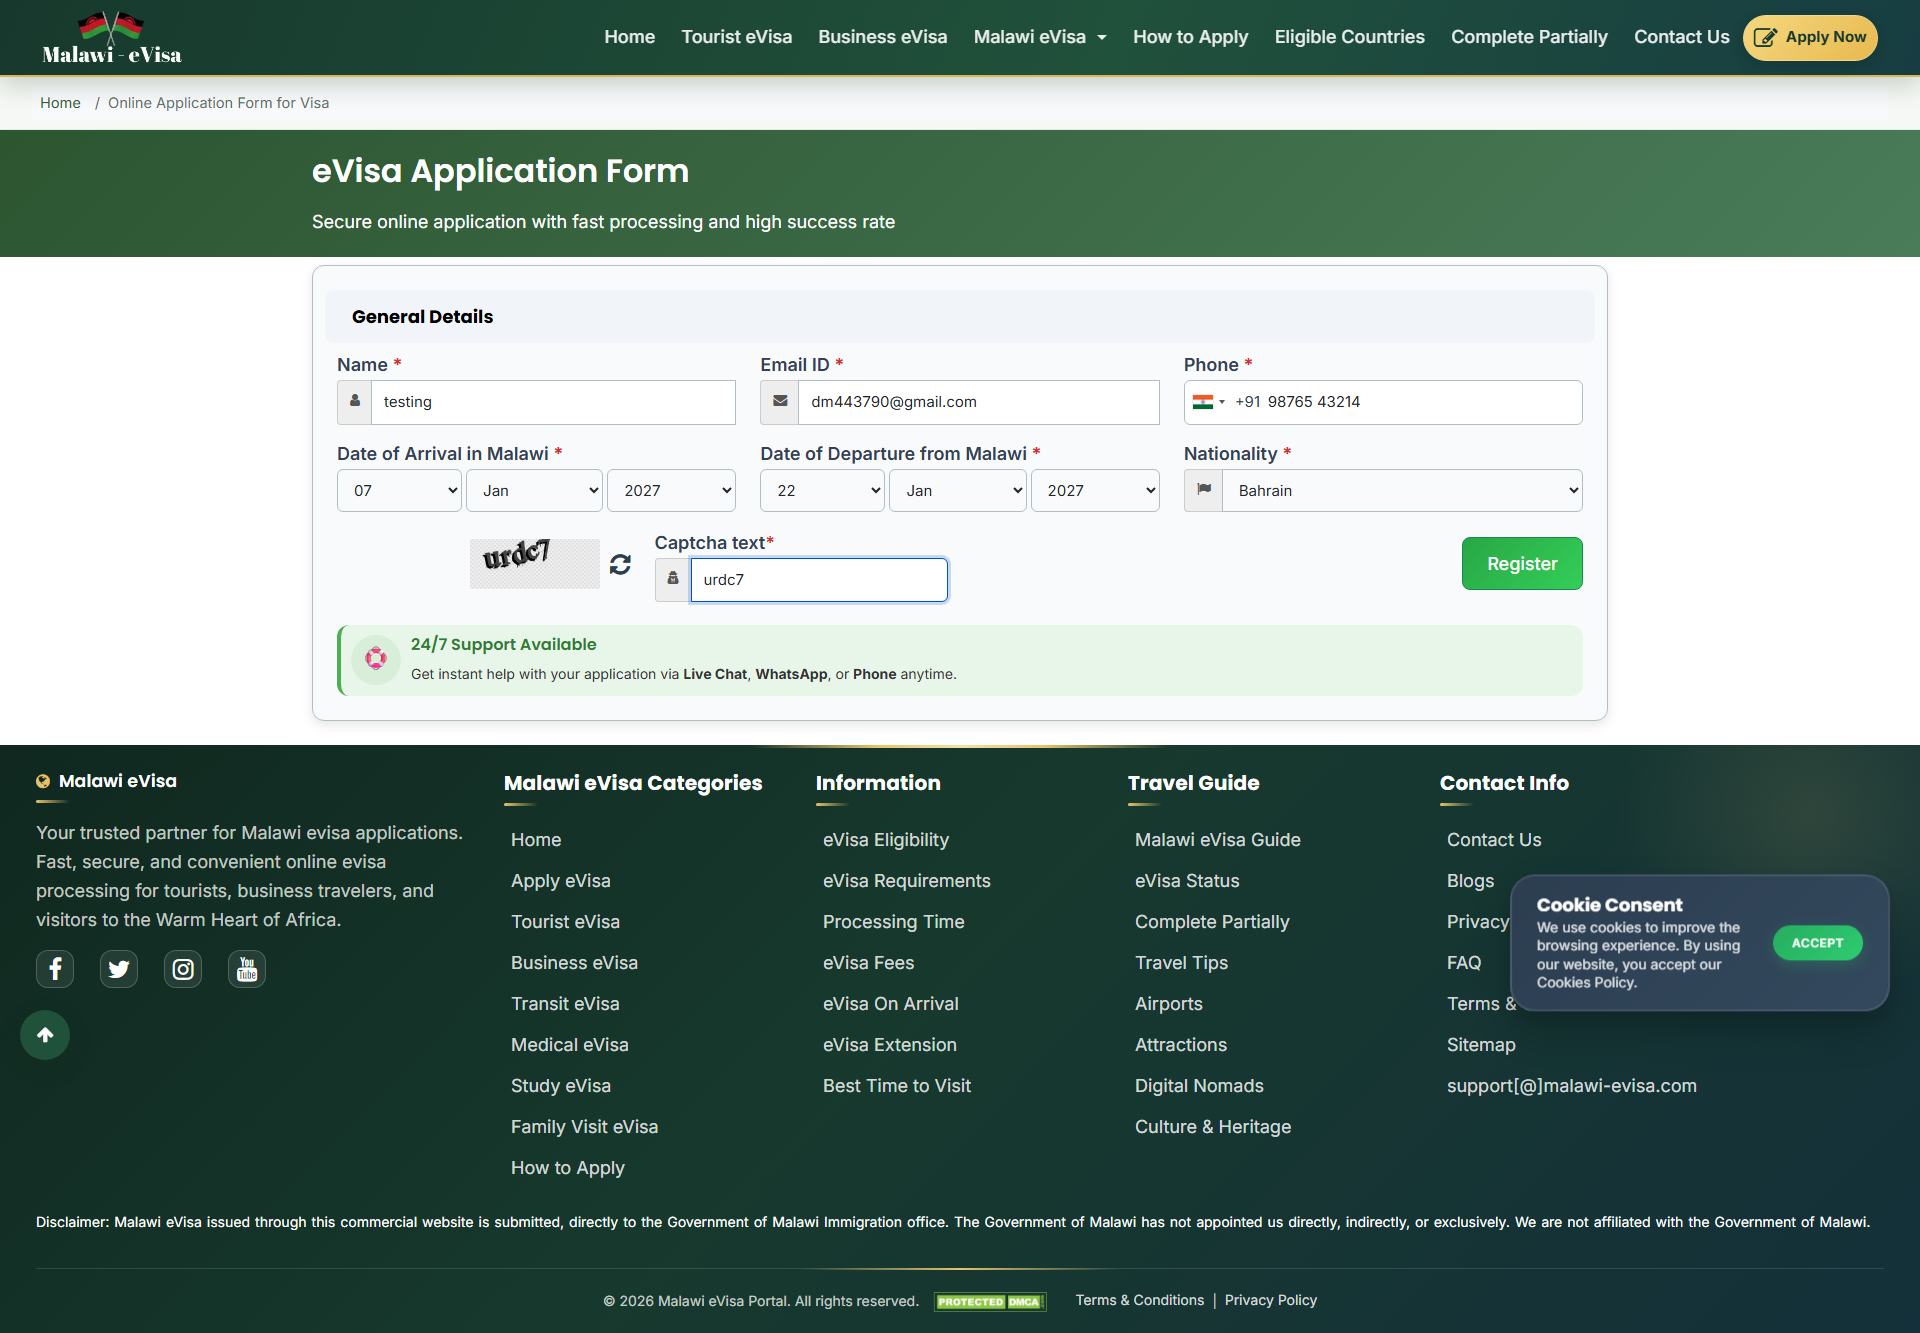 Malawi - eVisa
Home
Tourist eVisa
Business eVisa
Malawi eVisa
How to Apply
Eligible Countries
Complete Partially
Contact Us
Apply Now
Home / Online Application Form for Visa
eVisa Application Form
Secure online application with fast processing and high success rate
General Details
Name *
testing
Email ID *
dm443790@gmail.com
Phone *
+91 98765 43214
Date of Arrival in Malawi *
07 Jan 2027
Date of Departure from Malawi *
22 Jan 2027
Nationality *
Bahrain
urdc7
Captcha text*
urdc7
Register
24/7 Support Available
Get instant help with your application via Live Chat, WhatsApp, or Phone anytime.
Malawi eVisa
Your trusted partner for Malawi evisa applications.
Fast, secure, and convenient online evisa
processing for tourists, business travelers, and
visitors to the Warm Heart of Africa.
You
Tube
Malawi eVisa Categories
Home
Apply eVisa
Tourist eVisa
Business eVisa
Transit eVisa
Medical eVisa
Study eVisa
Family Visit eVisa
How to Apply
Information
eVisa Eligibility
eVisa Requirements
Processing Time
eVisa Fees
eVisa On Arrival
eVisa Extension
Best Time to Visit
Travel Guide
Malawi eVisa Guide
eVisa Status
Complete Partially
Travel Tips
Airports
Attractions
Digital Nomads
Culture & Heritage
Contact Info
Contact Us
Blogs
Privacy
FAQ
Terms &
Sitemap
support[@]malawi-evisa.com
Cookie Consent
We use cookies to improve the
browsing experience. By using
our website, you accept our
Cookies Policy.
ACCEPT
Disclaimer: Malawi eVisa issued through this commercial website is submitted, directly to the Government of Malawi Immigration office. The Government of Malawi has not appointed us directly, indirectly, or exclusively. We are not affiliated with the Government of Malawi.
© 2026 Malawi eVisa Portal. All rights reserved.
PROTECTED DMCA
Terms & Conditions | Privacy Policy